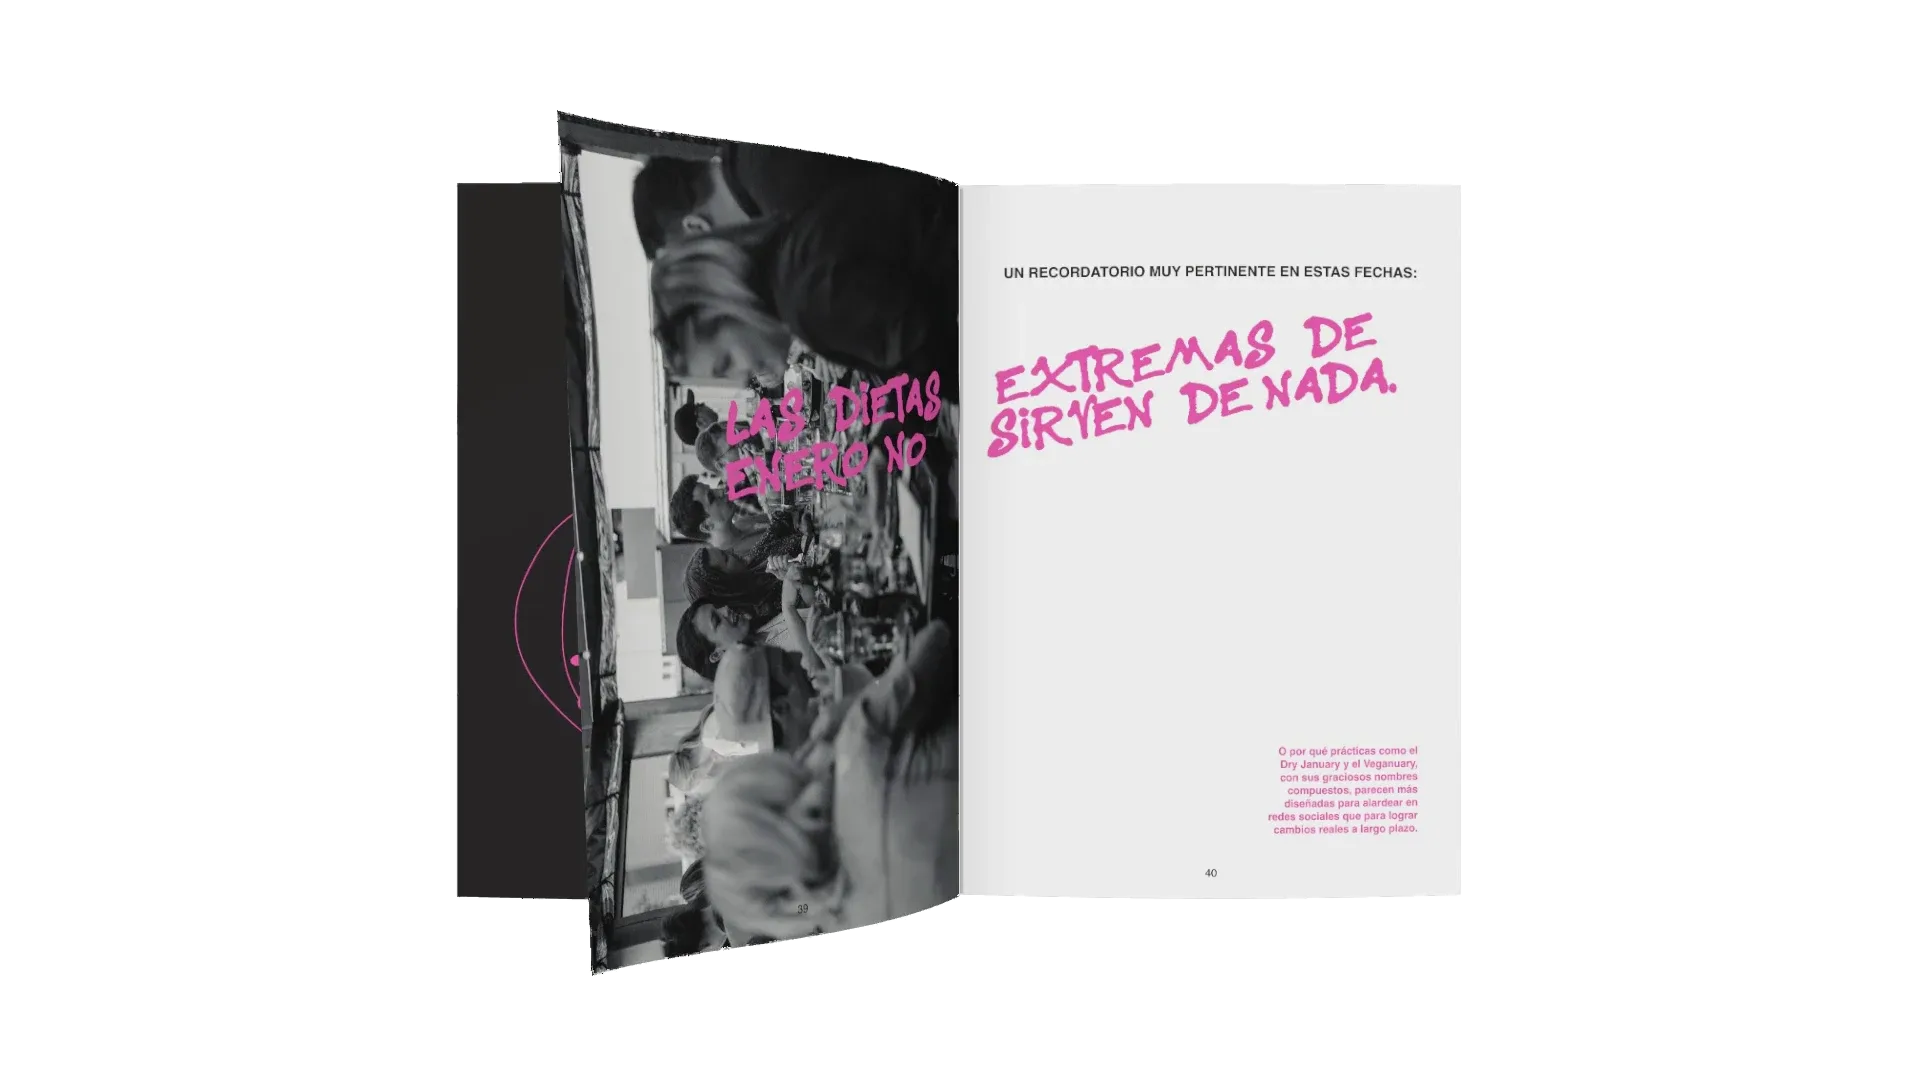 UN RECORDATORIO MUY PERTINENTE EN ESTAS FECHAS:
LAS DIETAS EXTREMAS DE
ENERO NO SIRVEN DE NADA.
O por qué prácticas como el
Dry January y el Veganuary,
con sus graciosos nombres
compuestos, parecen más
diseñadas para alardear en
redes sociales que para lograr
cambios reales a largo plazo.
39
40